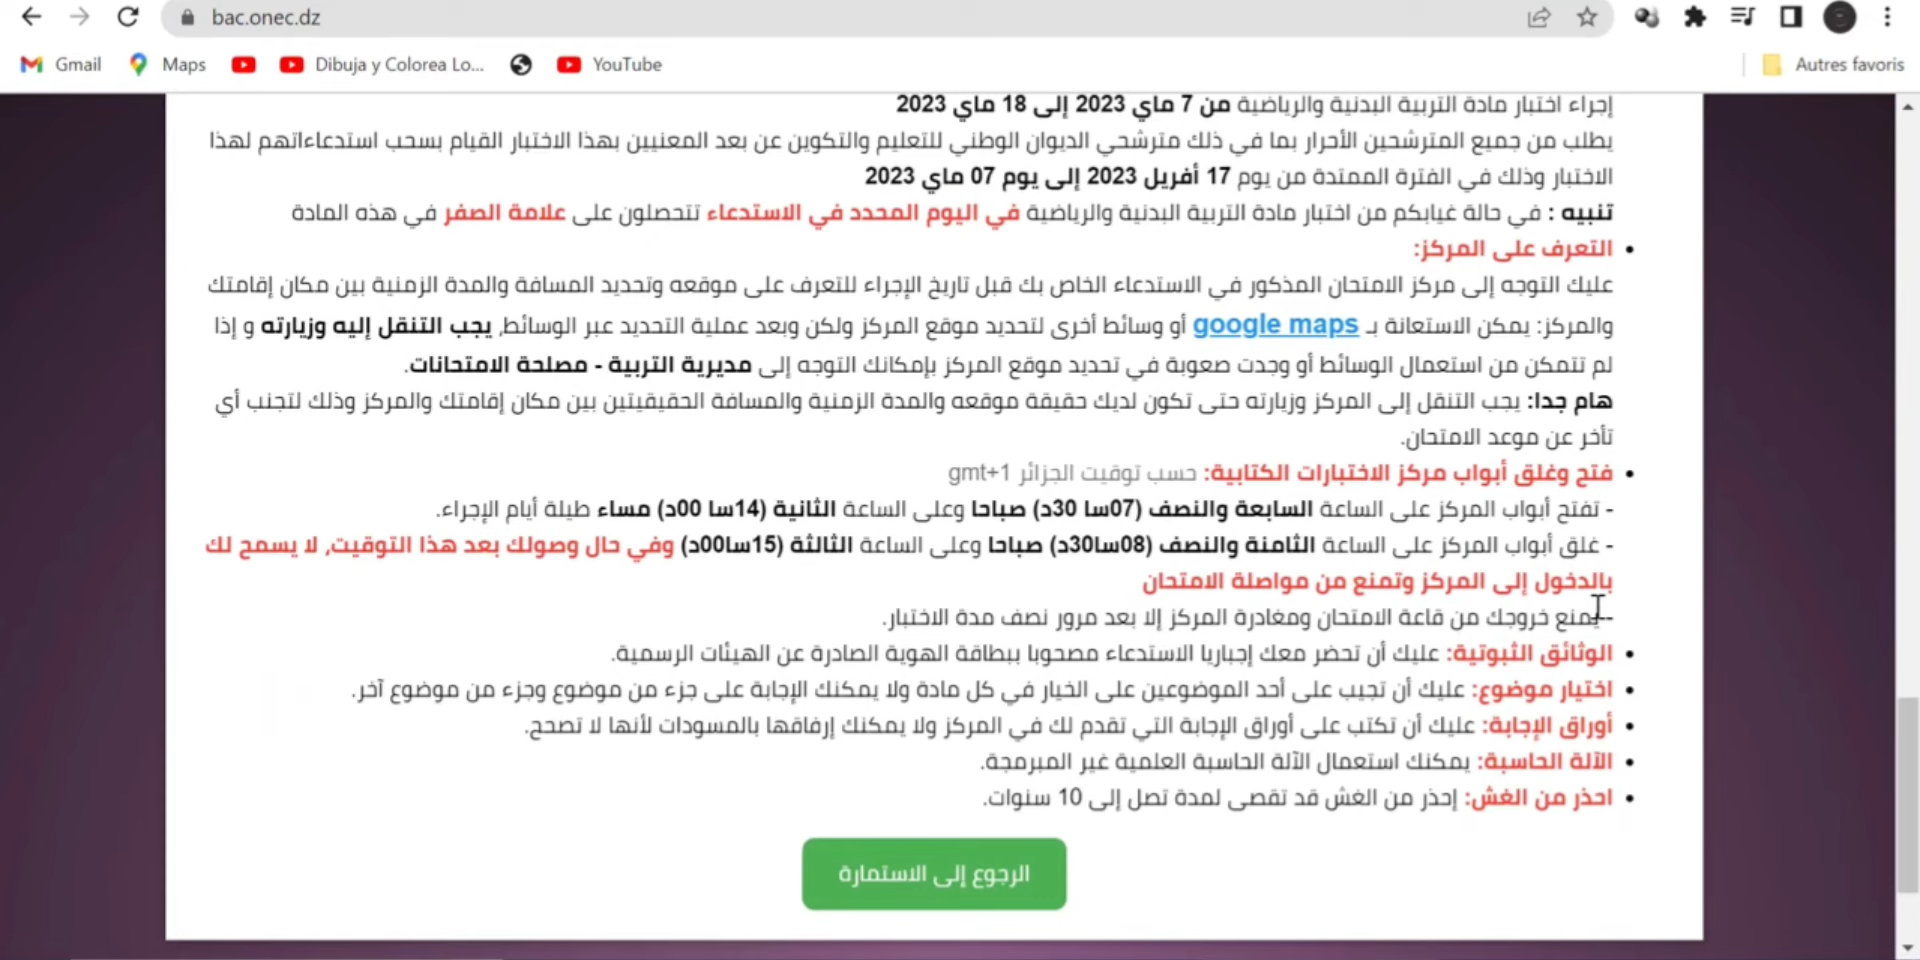 bac.onec.dz
Gmail Maps Dibuja y Colorea Lo... YouTube Autres favoris
إجراء اختبار مادة التربية البدنية والرياضية من 7 ماي 2023 إلى 18 ماي 2023
يطلب من جميع المترشحين الأحرار بما في ذلك مترشحي الديوان الوطني للتعليم والتكوين عن بعد المعنيين بهذا الاختبار القيام بسحب استدعاءاتهم لهذا
الاختبار وذلك في الفترة الممتدة من يوم 17 أفريل 2023 إلى يوم 07 ماي 2023
تنبيه : في حالة غيابكم من اختبار مادة التربية البدنية والرياضية في اليوم المحدد في الاستدعاء تتحصلون على علامة الصفر في هذه المادة
• التعرف على المركز:
عليك التوجه إلى مركز الامتحان المذكور في الاستدعاء الخاص بك قبل تاريخ الإجراء للتعرف على موقعه وتحديد المسافة والمدة الزمنية بين مكان إقامتك
والمركز: يمكن الاستعانة بـ google maps أو وسائط أخرى لتحديد موقع المركز ولكن وبعد عملية التحديد عبر الوسائط، يجب التنقل إليه وزيارته و إذا
لم تتمكن من استعمال الوسائط أو وجدت صعوبة في تحديد موقع المركز بإمكانك التوجه إلى مديرية التربية - مصلحة الامتحانات.
هام جدا: يجب التنقل إلى المركز وزيارته حتى تكون لديك حقيقة موقعه والمدة الزمنية والمسافة الحقيقيتين بين مكان إقامتك والمركز وذلك لتجنب أي
تأخر عن موعد الامتحان.
• فتح وغلق أبواب مركز الاختبارات الكتابية: حسب توقيت الجزائر gmt+1
- تفتح أبواب المركز على الساعة السابعة والنصف (07سا 30د) صباحا وعلى الساعة الثانية (14سا 00د) مساء طيلة أيام الإجراء.
- غلق أبواب المركز على الساعة الثامنة والنصف (08سا30د) صباحا وعلى الساعة الثالثة (15سا00د) وفي حال وصولك بعد هذا التوقيت، لا يسمح لك
بالدخول إلى المركز وتمنع من مواصلة الامتحان
- يمنع خروجك من قاعة الامتحان ومغادرة المركز إلا بعد مرور نصف مدة الاختبار.
• الوثائق الثبوتية: عليك أن تحضر معك إجباريا الاستدعاء مصحوبا ببطاقة الهوية الصادرة عن الهيئات الرسمية.
• اختيار موضوع: عليك أن تجيب على أحد الموضوعين على الخيار في كل مادة ولا يمكنك الإجابة على جزء من موضوع وجزء من موضوع آخر.
• أوراق الإجابة: عليك أن تكتب على أوراق الإجابة التي تقدم لك في المركز ولا يمكنك إرفاقها بالمسودات لأنها لا تصحح.
• الآلة الحاسبة: يمكنك استعمال الآلة الحاسبة العلمية غير المبرمجة.
• احذر من الغش: إحذر من الغش قد تقصى لمدة تصل إلى 10 سنوات.
الرجوع إلى الاستمارة